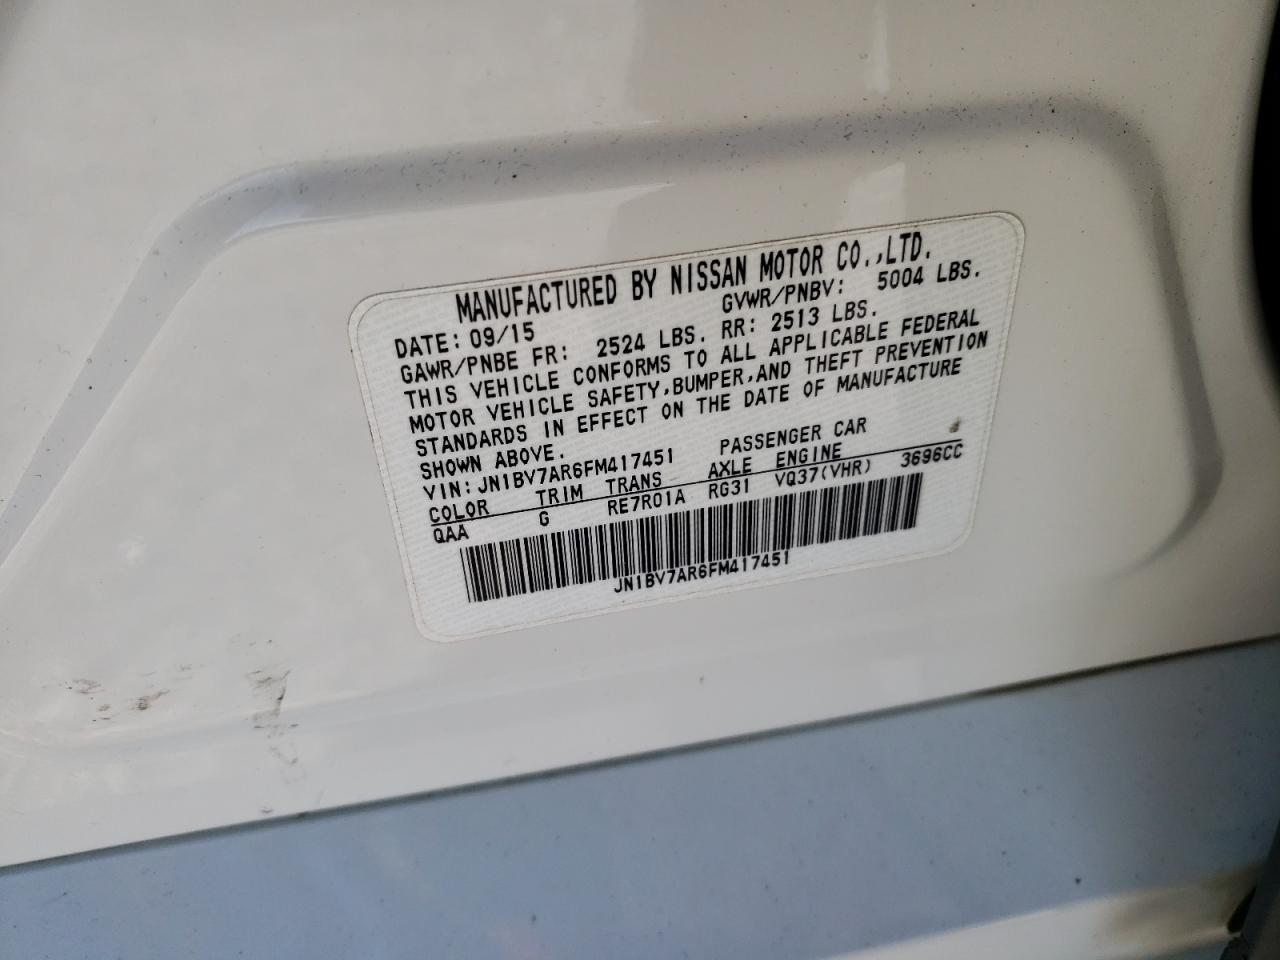 MANUFACTURED BY NISSAN MOTOR CO.,LTD.
DATE: 09/15 GVWR/PNBV: 5004 LBS.
GAWR/PNBE FR: 2524 LBS. RR: 2513 LBS.
THIS VEHICLE CONFORMS TO ALL APPLICABLE FEDERAL
MOTOR VEHICLE SAFETY,BUMPER,AND THEFT PREVENTION
STANDARDS IN EFFECT ON THE DATE OF MANUFACTURE
SHOWN ABOVE.
VIN:JN1BV7AR6FM417451 PASSENGER CAR
COLOR TRIM TRANS AXLE ENGINE
QAA G RE7R01A RG31 VQ37(VHR) 3696CC
JN1BV7AR6FM417451